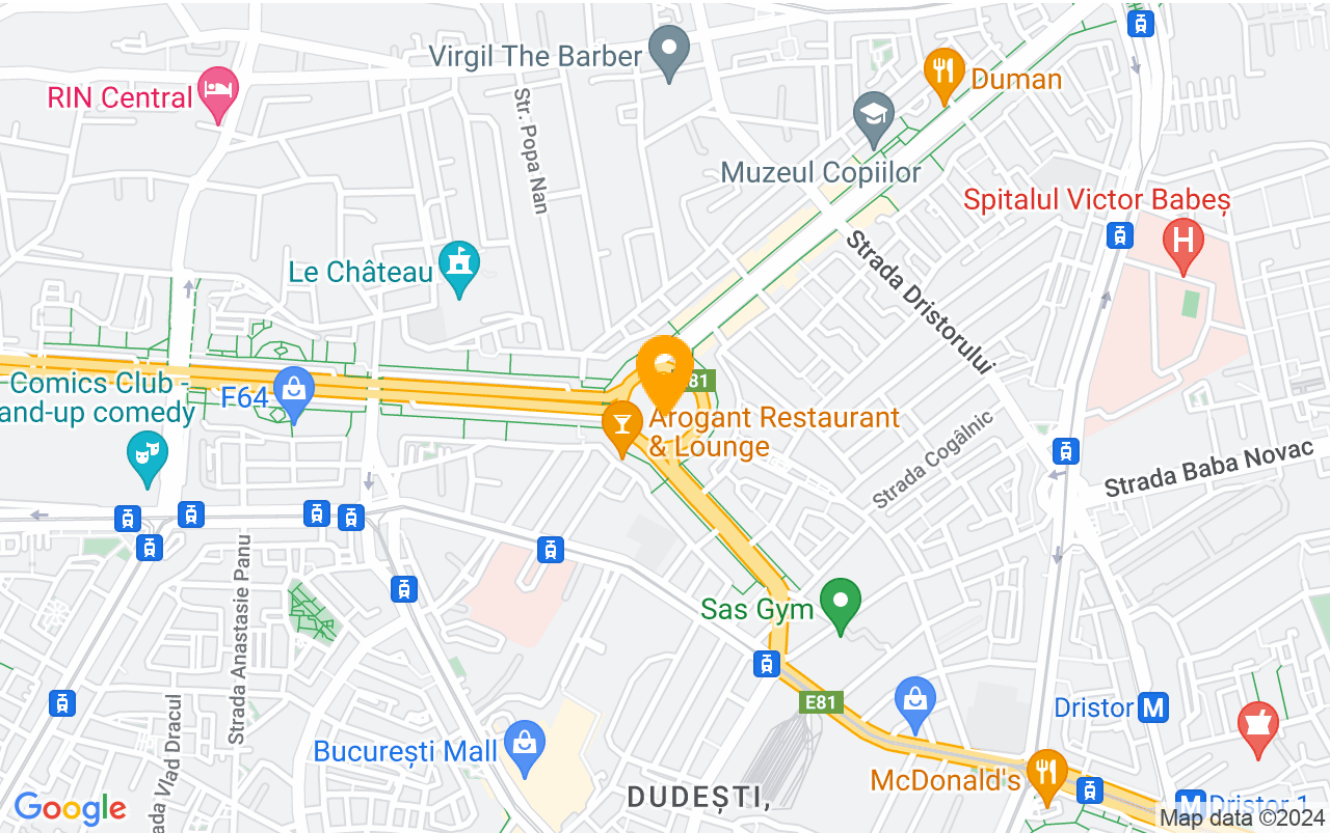 Virgil The Barber
Duman
RIN Central
Str. Popa Nan
Muzeul Copiilor
Spitalul Victor Babeș
H
Le Château
Strada Dristorului
Comics Club -
and-up comedy
F64
81
Arogant Restaurant
& Lounge
Strada Cogâlnic
Strada Baba Novac
Strada Anastasie Panu
Sas Gym
E81
Dristor M
ada Vlad Dracul
București Mall
McDonald's
DUDEȘTI,
M Dristor 1
Google
Map data ©2024